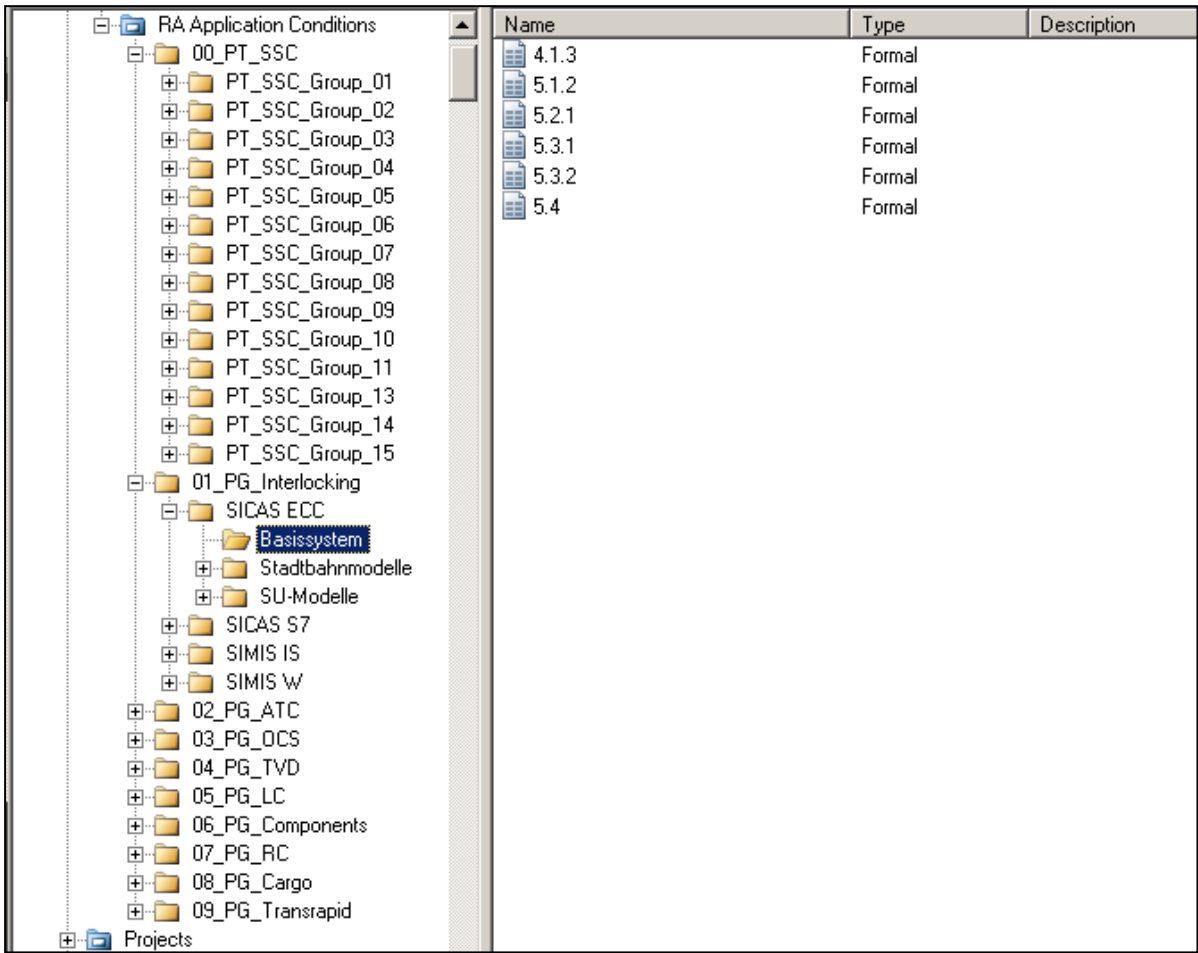 RA Application Conditions
00_PT_SSC
PT_SSC_Group_01
PT_SSC_Group_02
PT_SSC_Group_03
PT_SSC_Group_04
PT_SSC_Group_05
PT_SSC_Group_06
PT_SSC_Group_07
PT_SSC_Group_08
PT_SSC_Group_09
PT_SSC_Group_10
PT_SSC_Group_11
PT_SSC_Group_13
PT_SSC_Group_14
PT_SSC_Group_15
01_PG_Interlocking
SICAS ECC
Basissystem
Stadtbahnmodelle
SU-Modelle
SICAS S7
SIMIS IS
SIMIS W
02_PG_ATC
03_PG_OCS
04_PG_TVD
05_PG_LC
06_PG_Components
07_PG_RC
08_PG_Cargo
09_PG_Transrapid
Projects
Name Type Description
4.1.3 Formal
5.1.2 Formal
5.2.1 Formal
5.3.1 Formal
5.3.2 Formal
5.4 Formal